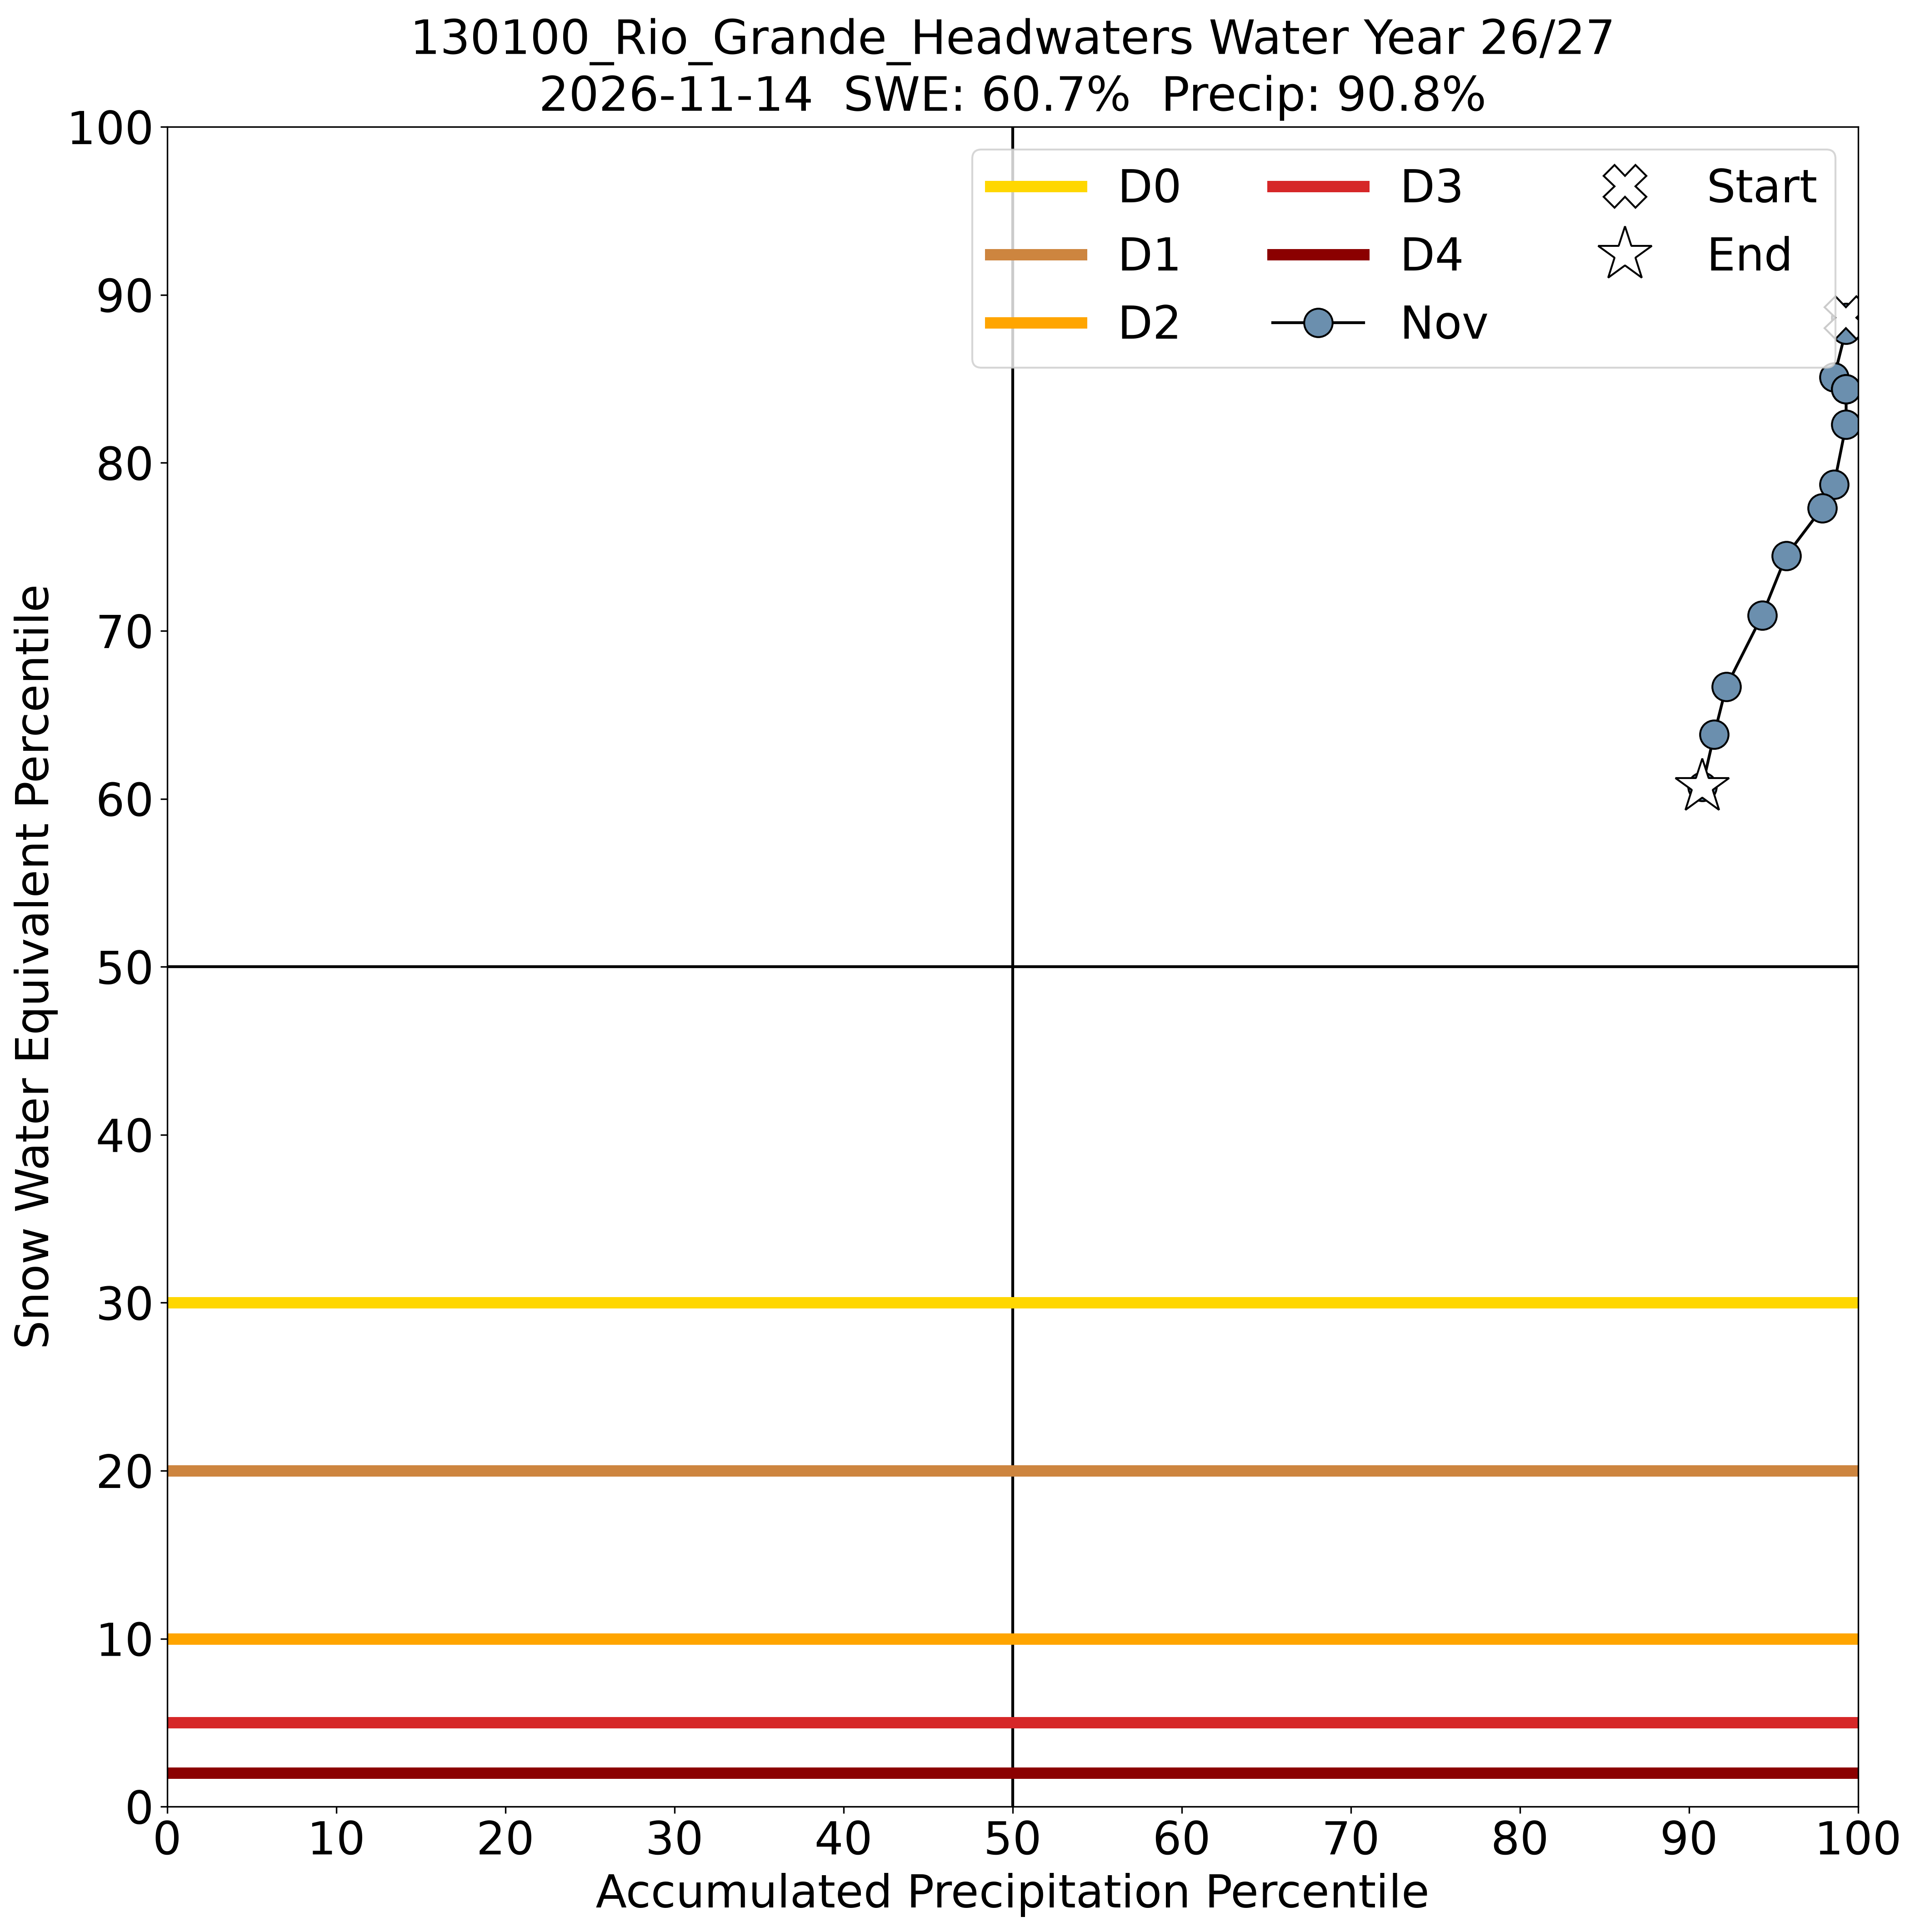 130100_Rio_Grande_Headwaters Water Year 26/27
2026-11-14 SWE: 60.7% Precip: 90.8%
100
90
80
70
60
50
40
30
20
10
0
Snow Water Equivalent Percentile
D0
D1
D2
D3
D4
Nov
Start
End
0 10 20 30 40 50 60 70 80 90 100
Accumulated Precipitation Percentile